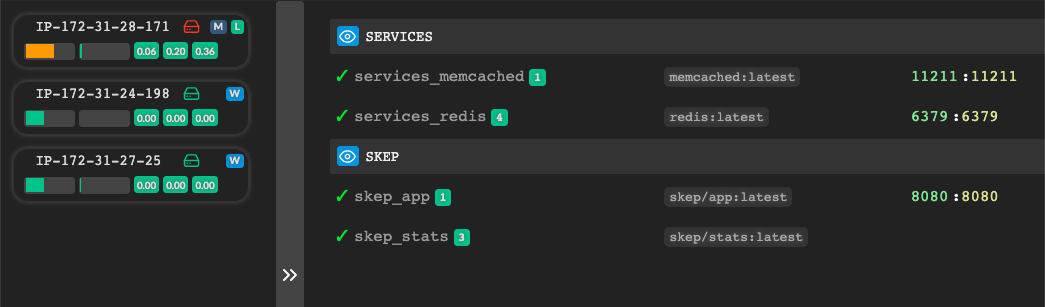 IP-172-31-28-171 M L
0.06 0.20 0.36
IP-172-31-24-198 W
0.00 0.00 0.00
IP-172-31-27-25 W
0.00 0.00 0.00
SERVICES
✓ services_memcached 1 memcached:latest 11211:11211
✓ services_redis 4 redis:latest 6379:6379
SKEP
✓ skep_app 1 skep/app:latest 8080:8080
✓ skep_stats 3 skep/stats:latest